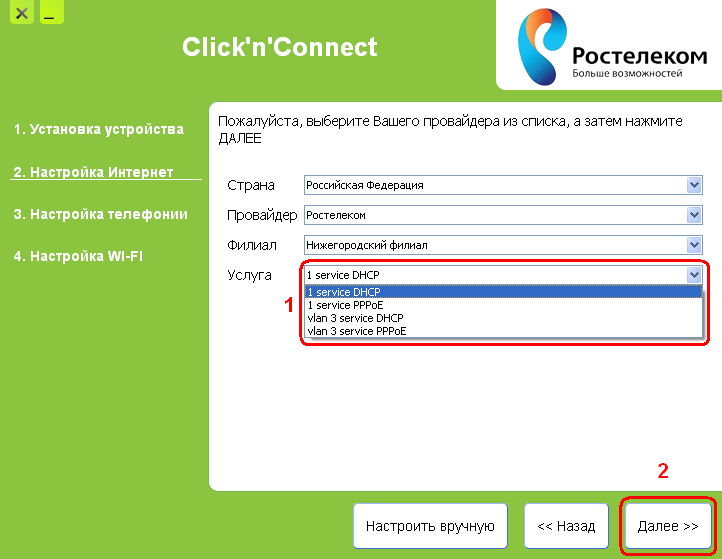 Click'n'Connect
Ростелеком
Больше возможностей
1. Установка устройства
2. Настройка Интернет
3. Настройка телефонии
4. Настройка WI-FI
Пожалуйста, выберите Вашего провайдера из списка, а затем нажмите
ДАЛЕЕ
Страна Российская Федерация
Провайдер Ростелеком
Филиал Нижегородский филиал
Услуга 1 service DHCP
1 service DHCP
1 1 service PPPoE
vlan 3 service DHCP
vlan 3 service PPPoE
2
Настроить вручную << Назад Далее >>